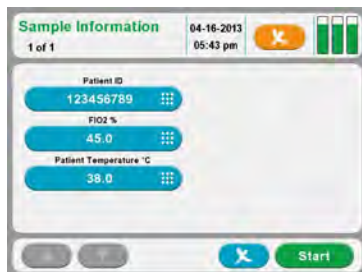 Sample Information
1 of 1
04-16-2013
05:43 pm
Patient ID
123456789
FIO2 %
45.0
Patient Temperature °C
38.0
Start